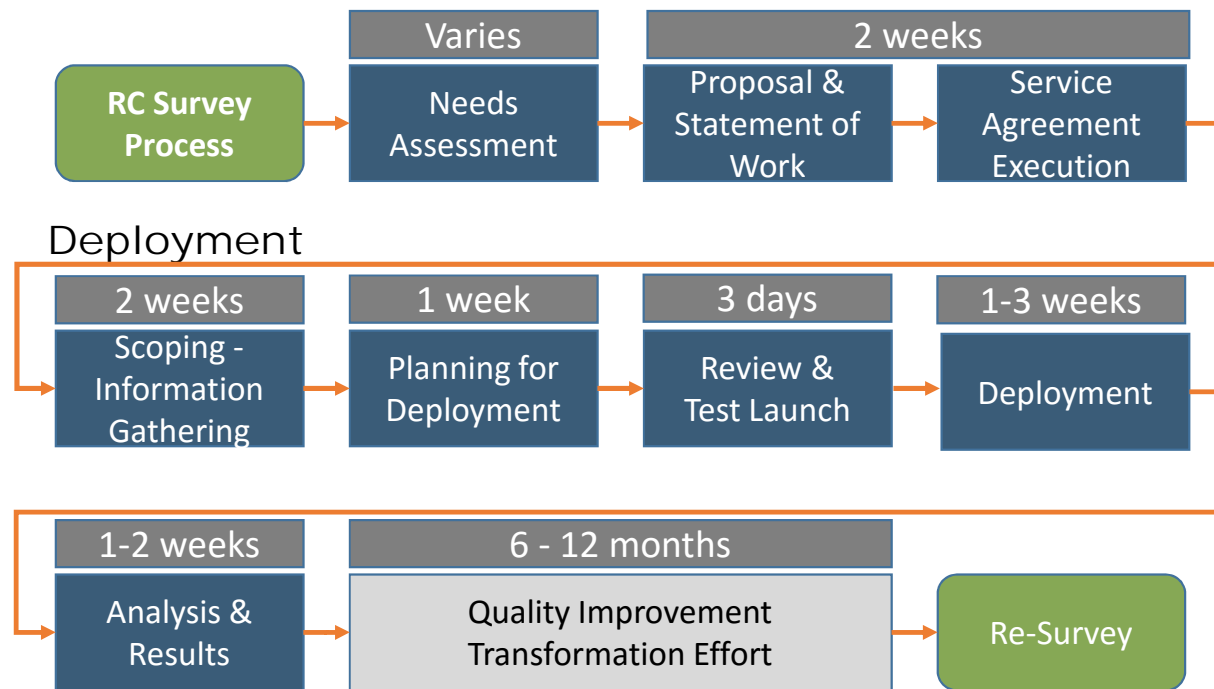 Varies
2 weeks
RC Survey
Process
Needs
Assessment
Proposal &
Statement of
Work
Service
Agreement
Execution
Deployment
2 weeks
1 week
3 days
1-3 weeks
Scoping -
Information
Gathering
Planning for
Deployment
Review &
Test Launch
Deployment
1-2 weeks
6 - 12 months
Analysis &
Results
Quality Improvement
Transformation Effort
Re-Survey